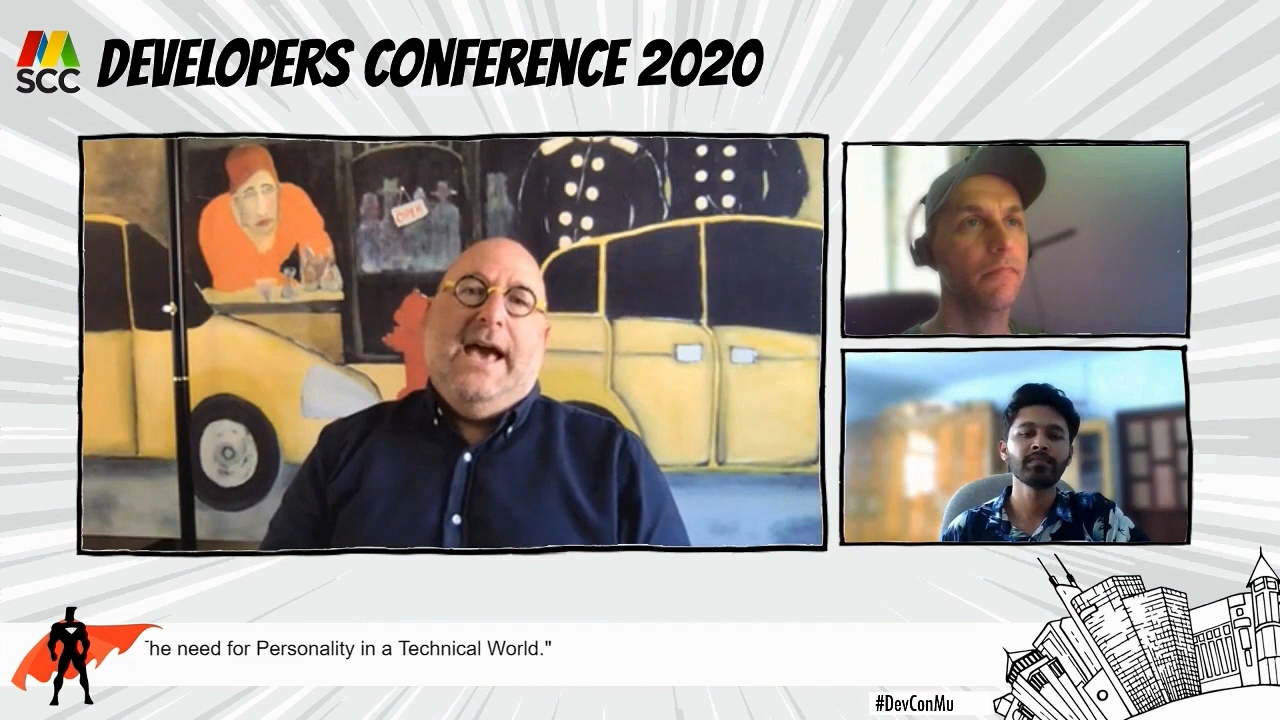 SCC
DEVELOPERS CONFERENCE 2020
OPEN
he need for Personality in a Technical World."
#DevConMu